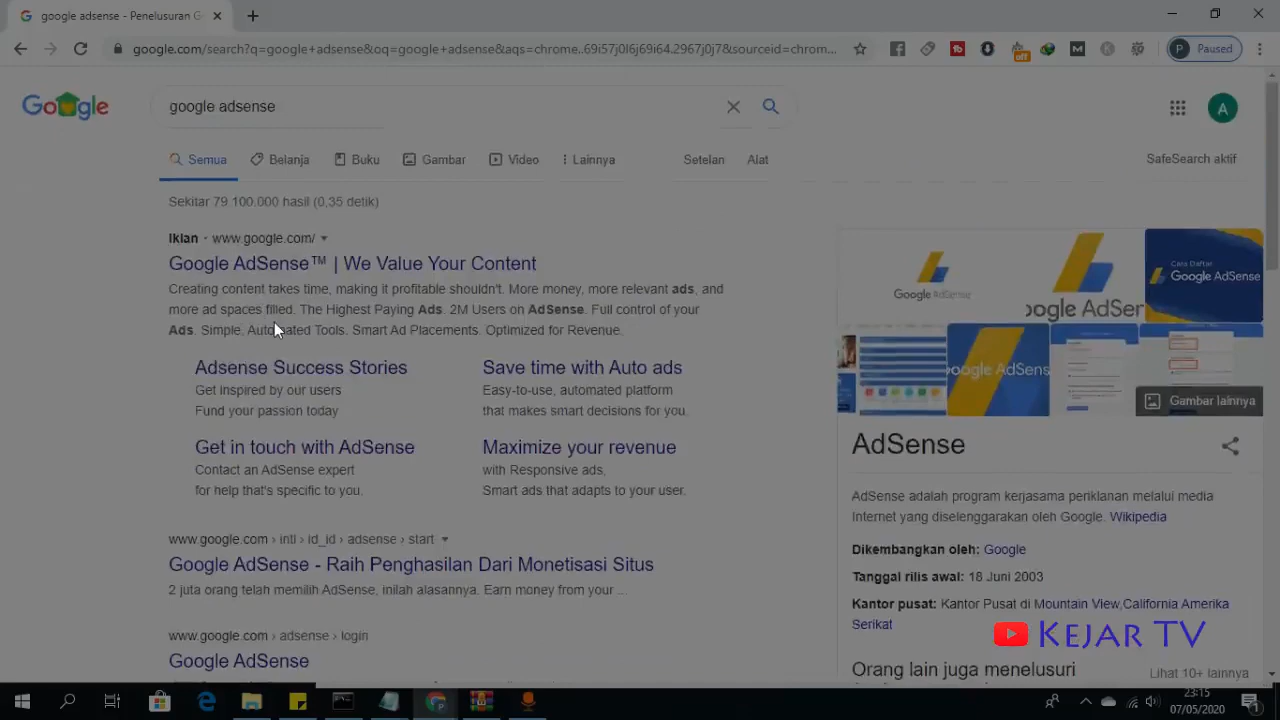 google adsense - Penelusuran G
google.com/search?q=google+adsense&oq=google+adsense&aqs=chrome..69i57j0l6j69i64.2967j0j78&sourceid=chrom...
off
P Paused
Google
google adsense
A
Semua
Belanja
Buku
Gambar
Video
Lainnya
Setelan
Alat
SafeSearch aktif
Sekitar 79.100.000 hasil (0,35 detik)
Iklan · www.google.com/
Google AdSense™ | We Value Your Content
Creating content takes time, making it profitable shouldn't. More money, more relevant ads, and
more ad spaces filled. The Highest Paying Ads. 2M Users on AdSense. Full control of your
Ads. Simple, Automated Tools. Smart Ad Placements. Optimized for Revenue.
Adsense Success Stories
Get inspired by our users
Fund your passion today
Save time with Auto ads
Easy-to-use, automated platform
that makes smart decisions for you.
Get in touch with AdSense
Contact an AdSense expert
for help that's specific to you.
Maximize your revenue
with Responsive ads,
Smart ads that adapts to your user.
www.google.com › intl › id_id › adsense › start
Google AdSense - Raih Penghasilan Dari Monetisasi Situs
2 juta orang telah memilih AdSense, inilah alasannya. Earn money from your ...
www.google.com › adsense › login
Google AdSense
Google AdSense
oogle AdSer
Cara Daftar
Google AdSense
oogle AdSens
Gambar lainnya
AdSense
AdSense adalah program kerjasama periklanan melalui media
Internet yang diselenggarakan oleh Google. Wikipedia
Dikembangkan oleh: Google
Tanggal rilis awal: 18 Juni 2003
Kantor pusat: Kantor Pusat di Mountain View,California Amerika
Serikat
KEJAR TV
Orang lain juga menelusuri
Lihat 10+ lainnya
23:15
07/05/2020